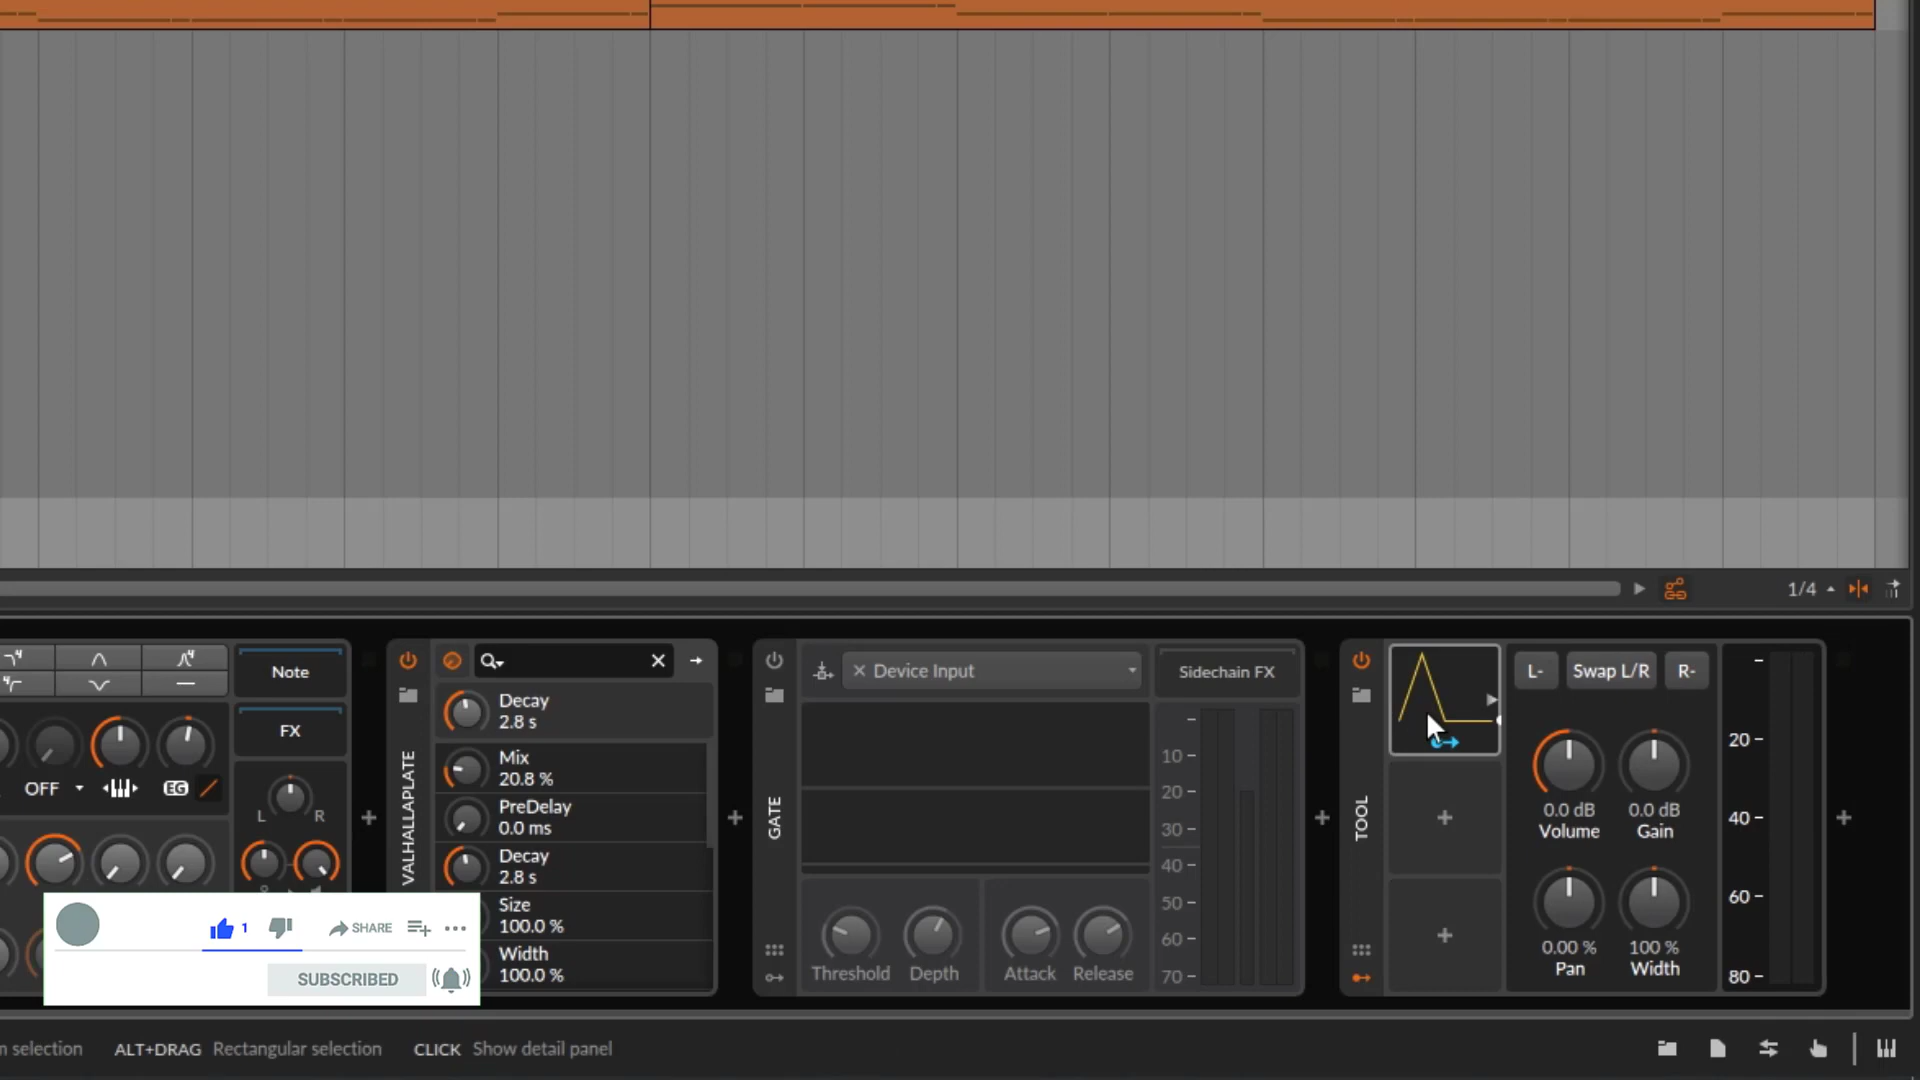 1/4
Note
FX
OFF
L R
VALHALLAPLATE
Decay
2.8 s
Mix
20.8 %
PreDelay
0.0 ms
Decay
2.8 s
Size
100.0 %
Width
100.0 %
GATE
Device Input
Sidechain FX
10
20
30
40
50
60
70
Threshold Depth Attack Release
TOOL
L- Swap L/R R-
0.0 dB 0.0 dB
Volume Gain
0.00 % 100 %
Pan Width
20
40
60
80
EG
1 SHARE
SUBSCRIBED
selection ALT+DRAG Rectangular selection CLICK Show detail panel